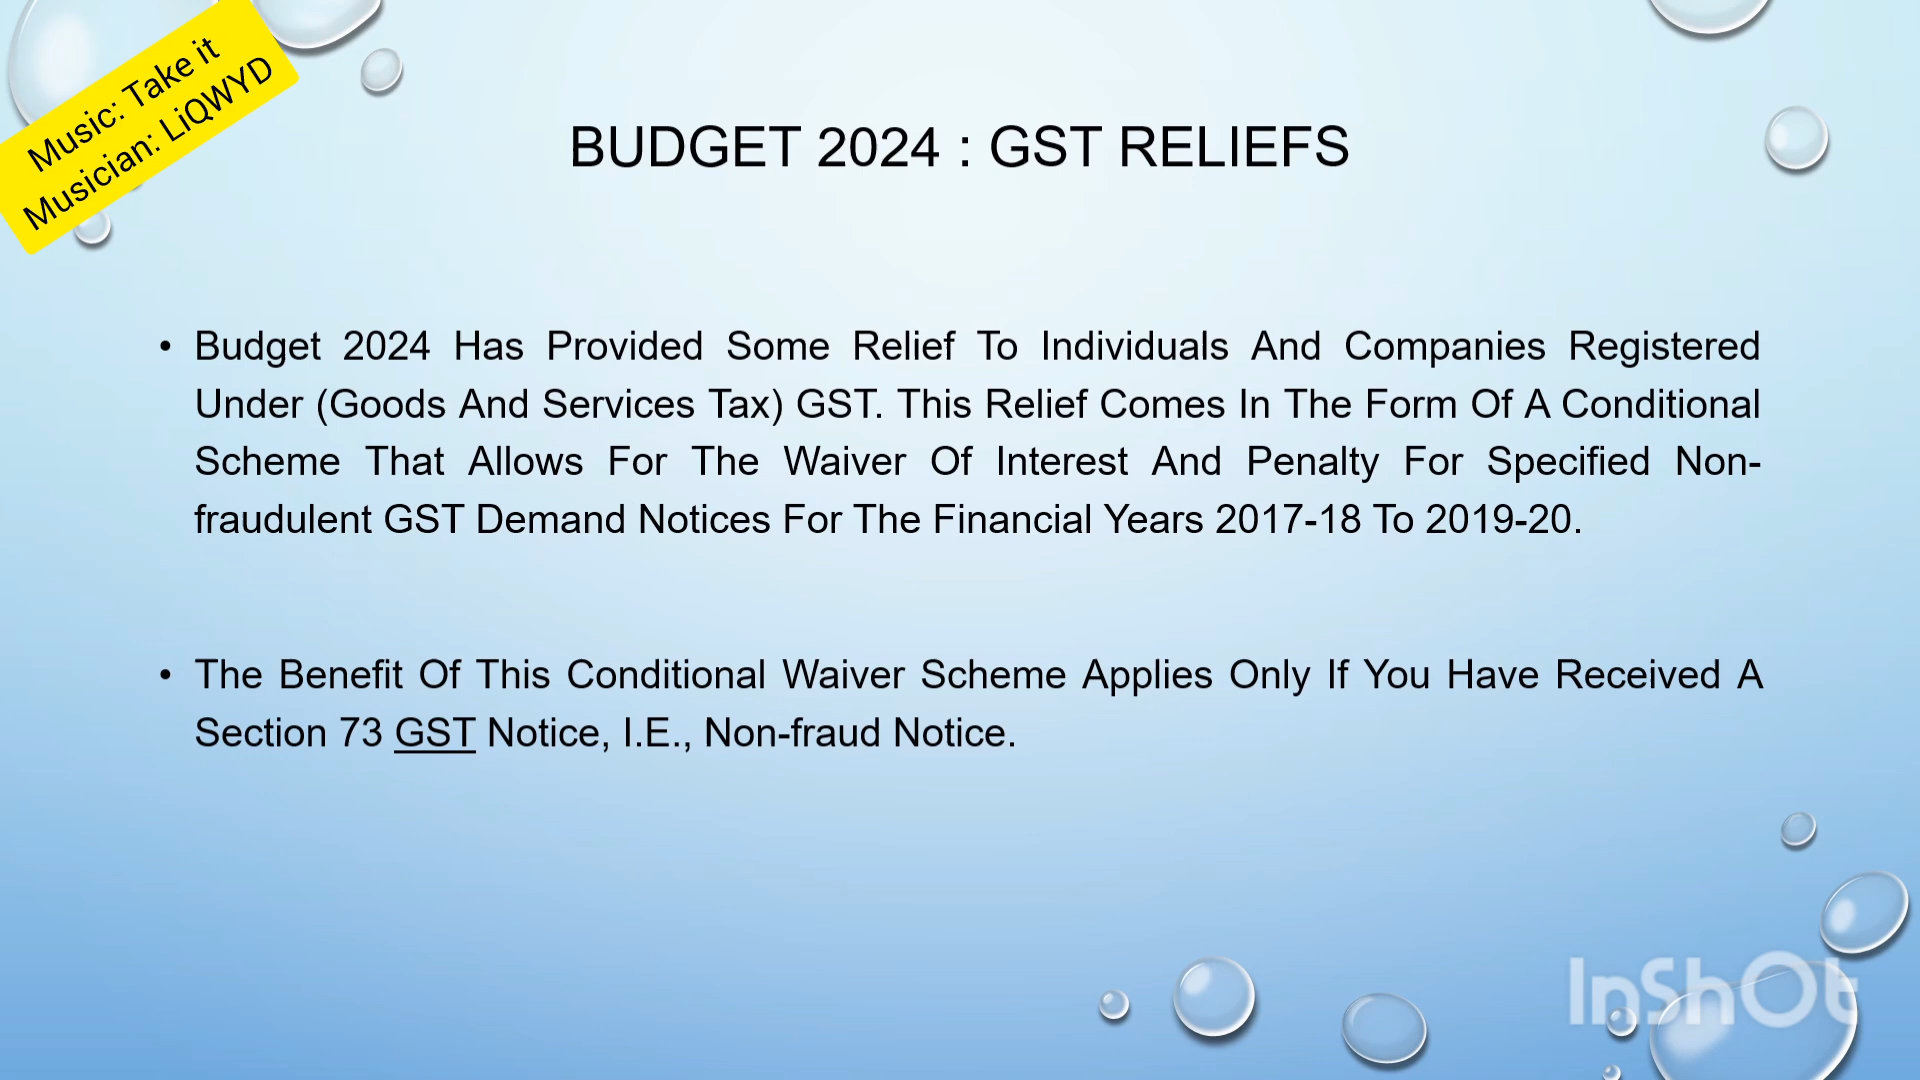 Music: Take it
Musician: LiQWYD
BUDGET 2024 : GST RELIEFS
• Budget 2024 Has Provided Some Relief To Individuals And Companies Registered
Under (Goods And Services Tax) GST. This Relief Comes In The Form Of A Conditional
Scheme That Allows For The Waiver Of Interest And Penalty For Specified Non-
fraudulent GST Demand Notices For The Financial Years 2017-18 To 2019-20.
• The Benefit Of This Conditional Waiver Scheme Applies Only If You Have Received A
Section 73 GST Notice, I.E., Non-fraud Notice.
InShOt